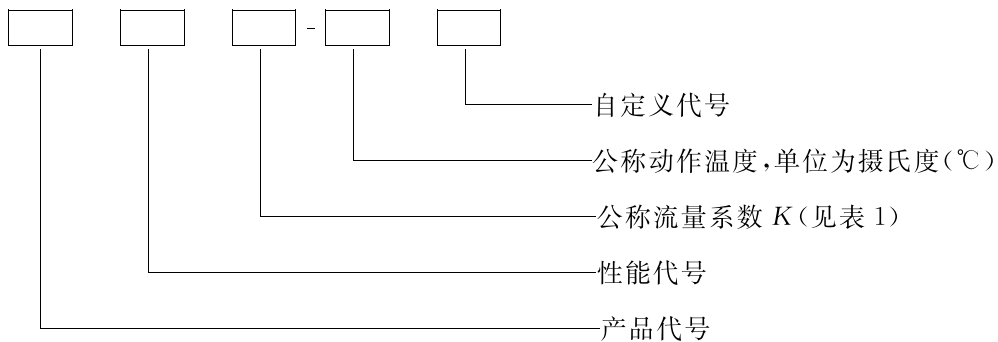 -
自定义代号
公称动作温度,单位为摄氏度(℃)
公称流量系数 K(见表 1)
性能代号
产品代号